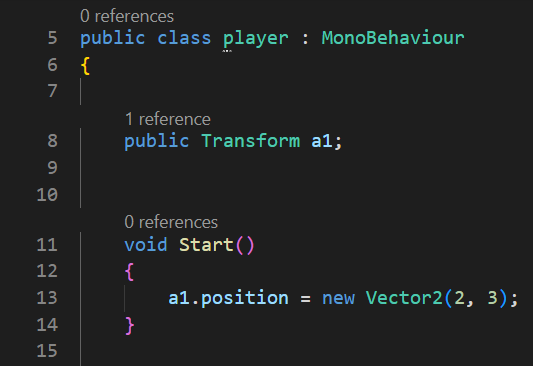 0 references
5 public class player : MonoBehaviour
6 {
7
1 reference
8 public Transform a1;
9
10
0 references
11 void Start()
12 {
13 a1.position = new Vector2(2, 3);
14 }
15